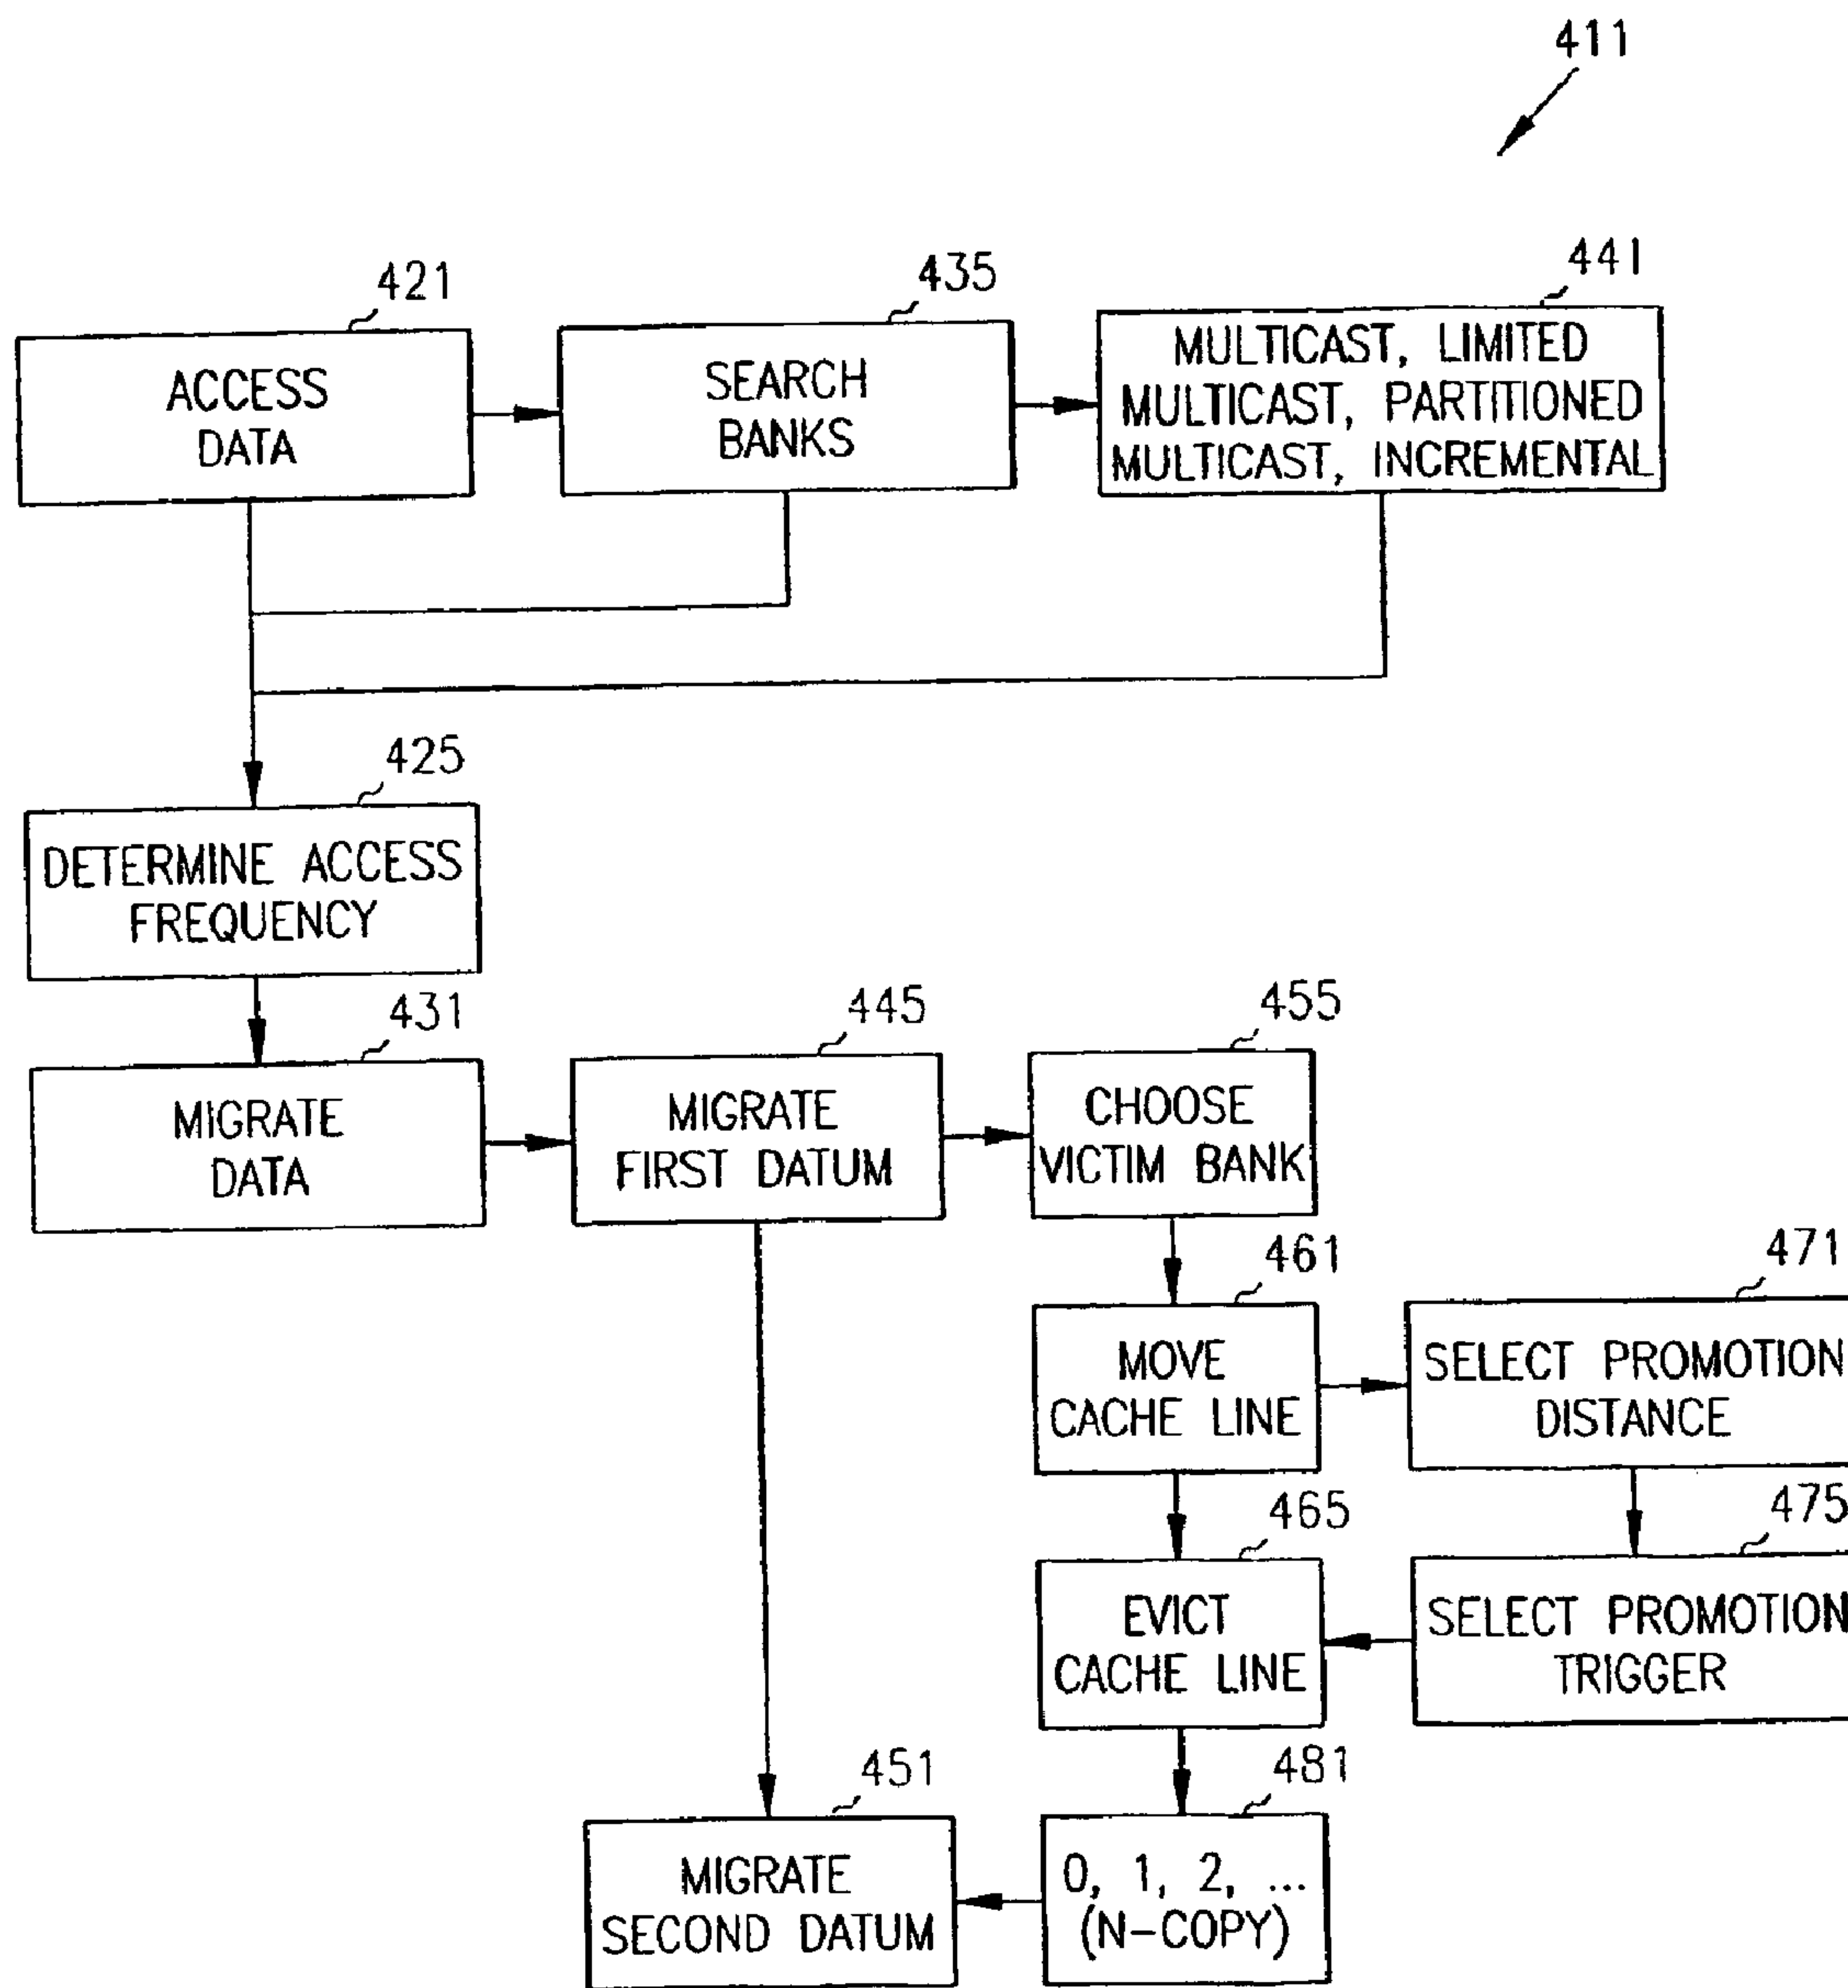 411
421
435
441
ACCESS
DATA
SEARCH
BANKS
MULTICAST, LIMITED
MULTICAST, PARTITIONED
MULTICAST, INCREMENTAL
425
DETERMINE ACCESS
FREQUENCY
431
445
455
MIGRATE
DATA
MIGRATE
FIRST DATUM
CHOOSE
VICTIM BANK
461
471
MOVE
CACHE LINE
SELECT PROMOTION
DISTANCE
465
475
EVICT
CACHE LINE
SELECT PROMOTION
TRIGGER
451
481
MIGRATE
SECOND DATUM
0, 1, 2, ...
(N-COPY)